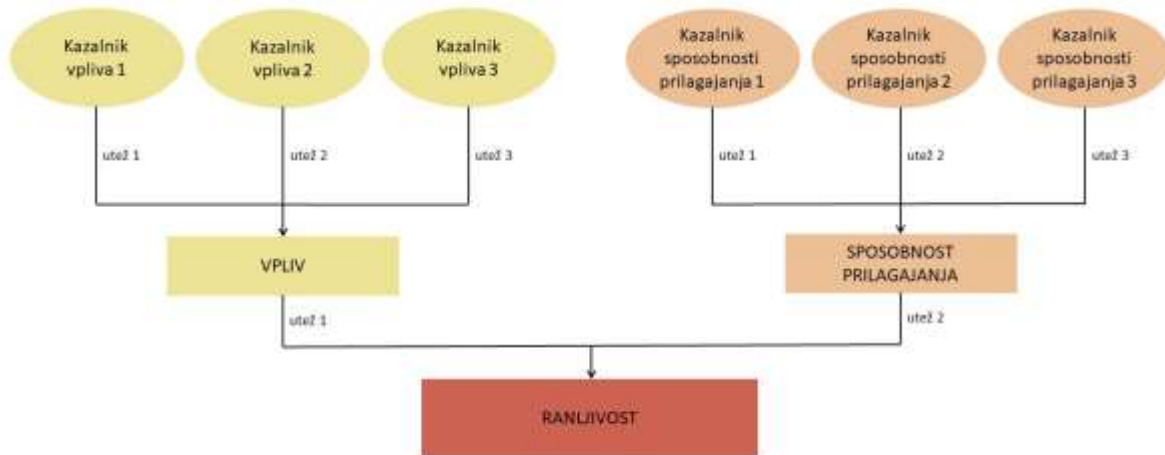 Kazalnik
vpliva 1
Kazalnik
vpliva 2
Kazalnik
vpliva 3
Kazalnik
sposobnosti
prilagajanja 1
Kazalnik
sposobnosti
prilagajanja 2
Kazalnik
sposobnosti
prilagajanja 3
utež 1
utež 2
utež 3
utež 1
utež 2
utež 3
VPLIV
SPOSOBNOST
PRILAGAJANJA
utež 1
utež 2
RANLJIVOST